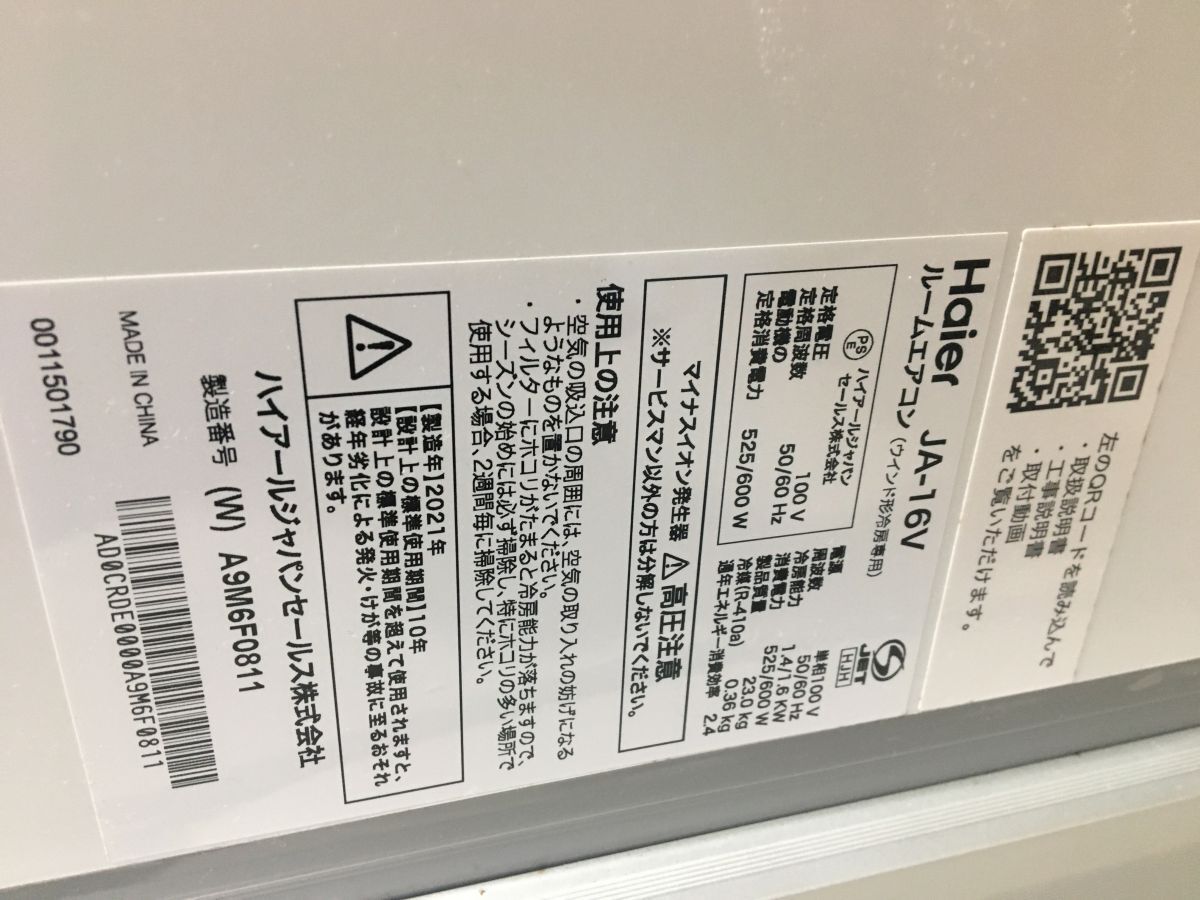 左のQRコードを読み込んで
・取扱説明書
・工事説明書
・取付動画
をご覧いただけます。
Haier JA-16V
ルームエアコン (ウインド形冷房専用)
PS
E
ハイアールジャパン
セールス株式会社
定格電圧 100 V
定格周波数 50/60 Hz
電動機の
定格消費電力 525/600 W
JET
HJH
電源 単相100 V
周波数 50/60 Hz
冷房能力 1.4/1.6 KW
消費電力 525/600 W
製品質量 23.0 kg
冷媒(R-410a) 0.36 kg
通年エネルギー消費効率 2.4
マイナスイオン発生器 高圧注意
※サービスマン以外の方は分解しないでください。
使用上の注意
・空気の吸込口の周囲には、空気の取り入れの妨げになる
ようなものを置かないでください。
・フィルターにホコリがたまると冷房能力が落ちますので、
シーズンの始めには必ず掃除し、特にホコリの多い場所で
使用する場合、2週間毎に掃除してください。
【製造年】2021年
【設計上の標準使用期間】10年
設計上の標準使用期間を超えて使用されますと、
経年劣化による発火・けが等の事故に至るおそれ
があります。
ハイアールジャパンセールス株式会社
製造番号 (W) A9M6F0811
MADE IN CHINA
AD0CRDE0000A9M6F0811
0011501790